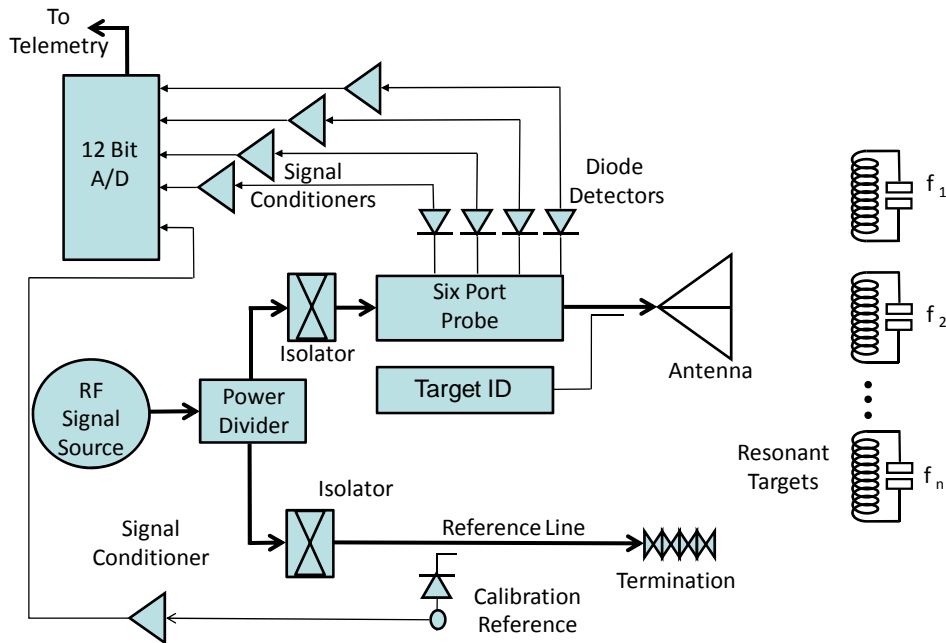 To
Telemetry
12 Bit
A/D
Signal
Conditioners
Diode
Detectors
f 1
Six Port
Probe
Isolator
f 2
Antenna
Target ID
RF
Signal
Source
Power
Divider
Resonant
Targets
f n
Isolator
Signal
Conditioner
Reference Line
Termination
Calibration
Reference